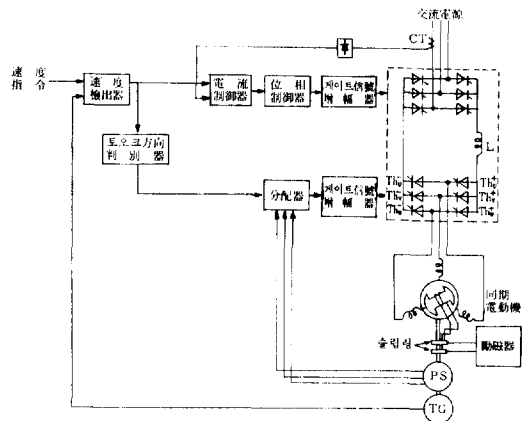 交流電源
CT
速度
指令
速度
檢出器
電流
制御器
位相
制御器
게이트信號
增幅器
L
토오크方向
判別器
分配器
게이트信號
增幅器
同期
電動機
슬립링
勵磁器
PS
TG